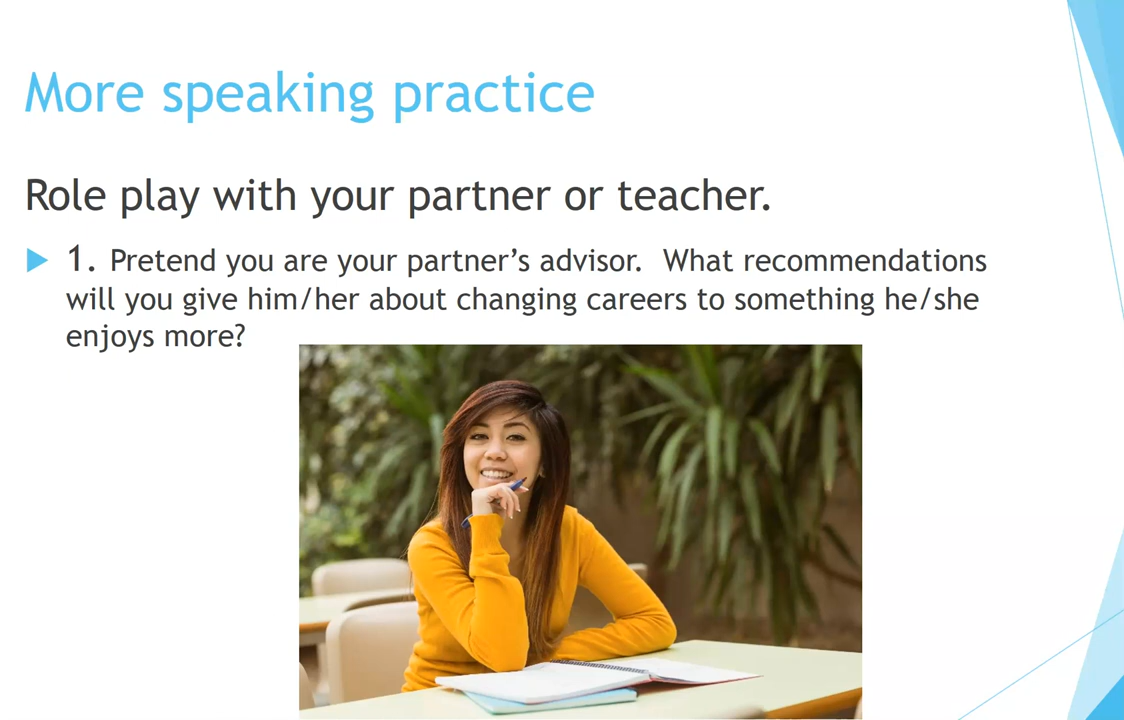 More speaking practice
Role play with your partner or teacher.
1. Pretend you are your partner’s advisor.  What recommendations
will you give him/her about changing careers to something he/she
enjoys more?